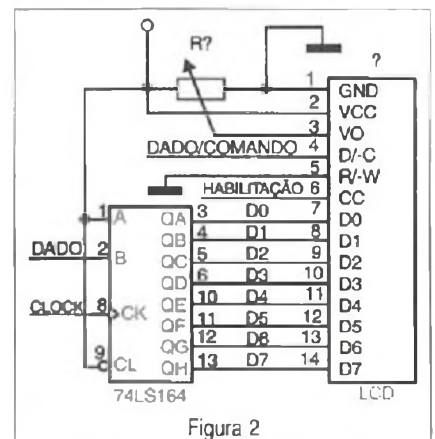 R?
?
1 GND
2 VCC
3 VO
DADO/COMANDO 4 D/-C
5 R/-W
HABILITAÇÃO 6 CC
1 A QA 3 D0 7 D0
QB 4 D1 8 D1
DADO 2 B QC 5 D2 9 D2
QD 6 D3 10 D3
CLOCK 8 CK QE 10 D4 11 D4
QF 11 D5 12 D5
QG 12 D6 13 D6
9 CL QH 13 D7 14 D7
74LS164 LCD
Figura 2